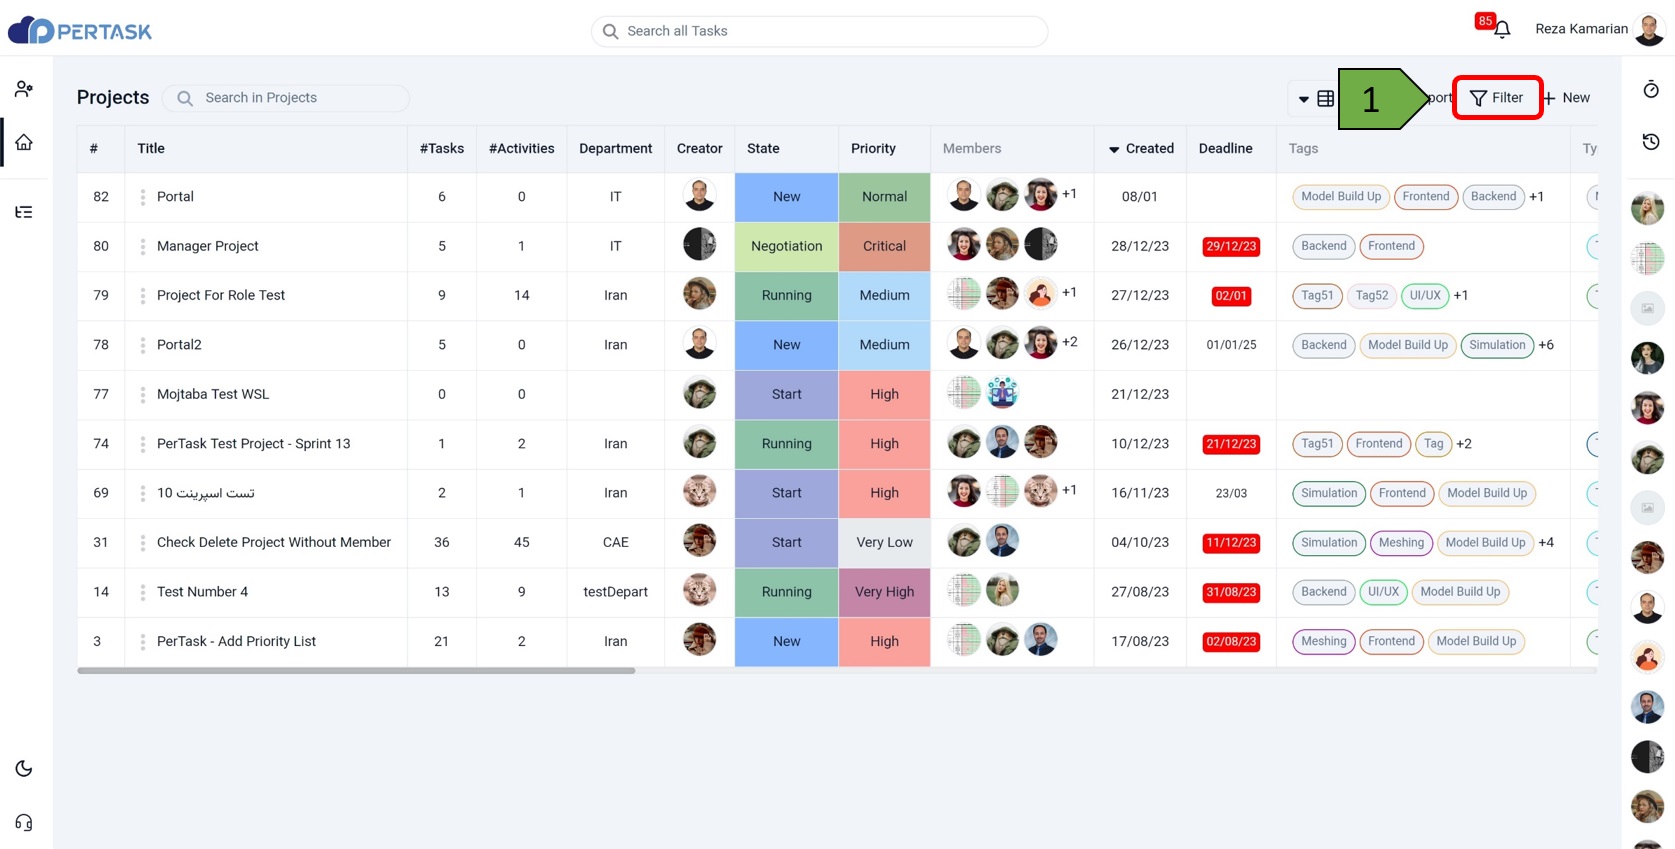 PERTASK
Search all Tasks
85
Reza Kamarian
Projects
Search in Projects
1
port
Filter
New
# Title #Tasks #Activities Department Creator State Priority Members Created Deadline Tags Ty
82 Portal 6 0 IT New Normal +1 08/01 Model Build Up Frontend Backend +1
80 Manager Project 5 1 IT Negotiation Critical 28/12/23 29/12/23 Backend Frontend
79 Project For Role Test 9 14 Iran Running Medium +1 27/12/23 02/01 Tag51 Tag52 UI/UX +1
78 Portal2 5 0 Iran New Medium +2 26/12/23 01/01/25 Backend Model Build Up Simulation +6
77 Mojtaba Test WSL 0 0 Start High 21/12/23
74 PerTask Test Project - Sprint 13 1 2 Iran Running High 10/12/23 21/12/23 Tag51 Frontend Tag +2
69 تست اسپرینت 10 2 1 Iran Start High +1 16/11/23 23/03 Simulation Frontend Model Build Up
31 Check Delete Project Without Member 36 45 CAE Start Very Low 04/10/23 11/12/23 Simulation Meshing Model Build Up +4
14 Test Number 4 13 9 testDepart Running Very High 27/08/23 31/08/23 Backend UI/UX Model Build Up
3 PerTask - Add Priority List 21 2 Iran New High 17/08/23 02/08/23 Meshing Frontend Model Build Up